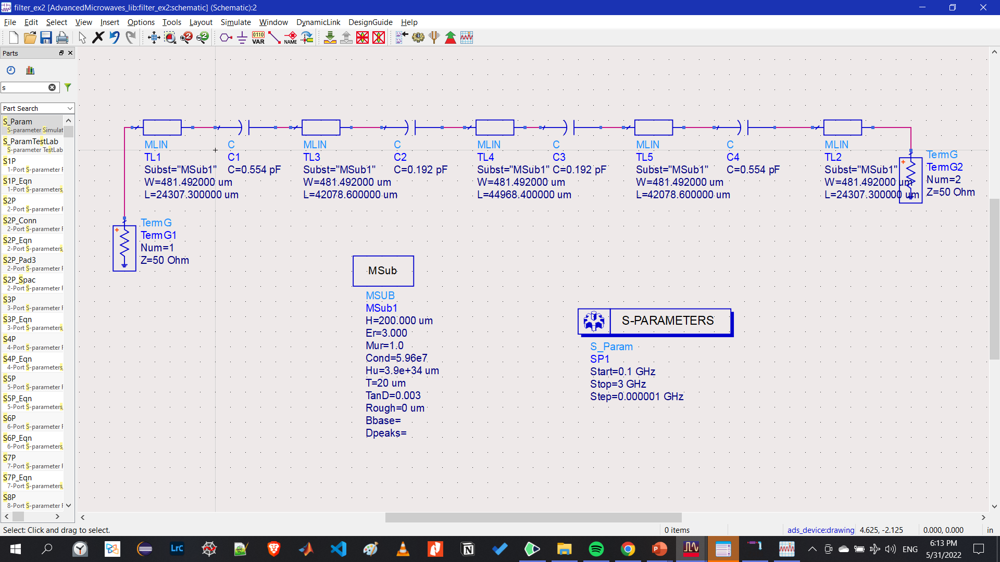 filter_ex2 [AdvancedMicrowaves_lib:filter_ex2:schematic] (Schematic):2
File Edit Select View Insert Options Tools Layout Simulate Window DynamicLink DesignGuide Help
0110
VAR
NAME
Parts
s
Part Search
S_Param
S-parameter Simulat
S_ParamTestLab
S-parameter TestLab
S1P
1-Port S-parameter F
S1P_Eqn
1-Port S-parameters,
S2P
2-Port S-parameter F
S2P_Conn
2-Port S-parameter F
S2P_Eqn
2-Port S-parameters,
S2P_Pad3
2-Port S-parameter F
S2P_Spac
2-Port S-parameter F
S3P
3-Port S-parameter F
S3P_Eqn
3-Port S-parameters,
S4P
4-Port S-parameter F
S4P_Eqn
4-Port S-parameters,
S5P
5-Port S-parameter F
S5P_Eqn
5-Port S-parameters,
S6P
6-Port S-parameter F
S6P_Eqn
6-Port S-parameters,
S7P
7-Port S-parameter F
S7P_Eqn
7-Port S-parameters,
S8P
8-Port S-parameter F
MLIN
TL1
Subst="MSub1"
W=481.492000 um
L=24307.300000 um
C
C1
C=0.554 pF
MLIN
TL3
Subst="MSub1"
W=481.492000 um
L=42078.600000 um
C
C2
C=0.192 pF
MLIN
TL4
Subst="MSub1"
W=481.492000 um
L=44968.400000 um
C
C3
C=0.192 pF
MLIN
TL5
Subst="MSub1"
W=481.492000 um
L=42078.600000 um
C
C4
C=0.554 pF
MLIN
TL2
Subst="MSub1"
W=481.492000 um
L=24307.300000 um
TermG
TermG2
Num=2
Z=50 Ohm
TermG
TermG1
Num=1
Z=50 Ohm
MSub
MSUB
MSub1
H=200.000 um
Er=3.000
Mur=1.0
Cond=5.96e7
Hu=3.9e+34 um
T=20 um
TanD=0.003
Rough=0 um
Bbase=
Dpeaks=
S-PARAMETERS
S_Param
SP1
Start=0.1 GHz
Stop=3 GHz
Step=0.000001 GHz
Select: Click and drag to select.
0 items
ads_device:drawing 4.625, -2.125 0.000, 0.000 in
LrC
ENG
6:13 PM
5/31/2022